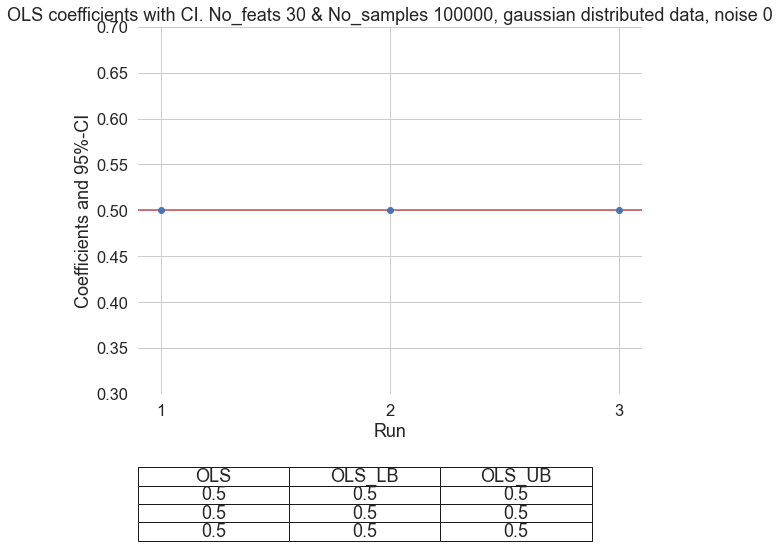 OLS coefficients with CI. No_feats 30 & No_samples 100000, gaussian distributed data, noise 0
0.70
0.65
0.60
0.55
0.50
0.45
0.40
0.35
0.30
Coefficients and 95%-CI
1 2 3
Run
OLS OLS_LB OLS_UB
0.5 0.5 0.5
0.5 0.5 0.5
0.5 0.5 0.5